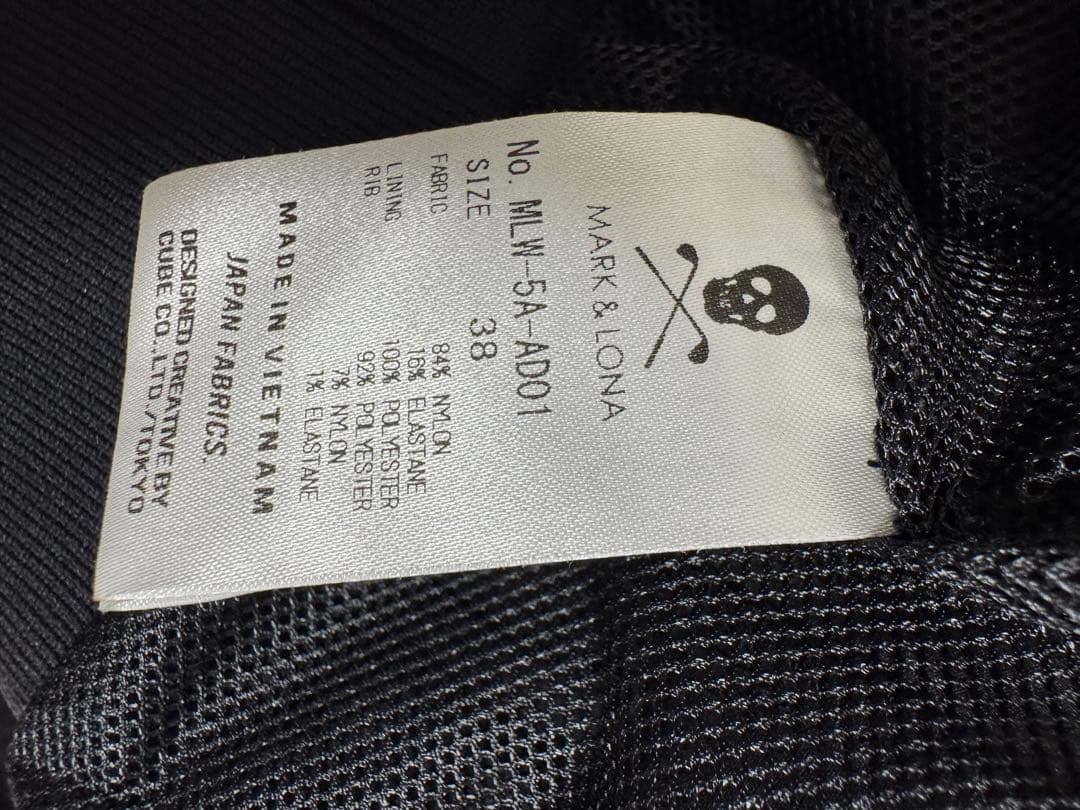 MARK & LONA
No. MLW-5A-AD01
SIZE 38
FABRIC 84% NYLON
16% ELASTANE
LINING 100% POLYESTER
RIB 92% POLYESTER
7% NYLON
1% ELASTANE
MADE IN VIETNAM
JAPAN FABRICS.
DESIGNED CREATIVE BY
CUBE CO.,LTD./TOKYO